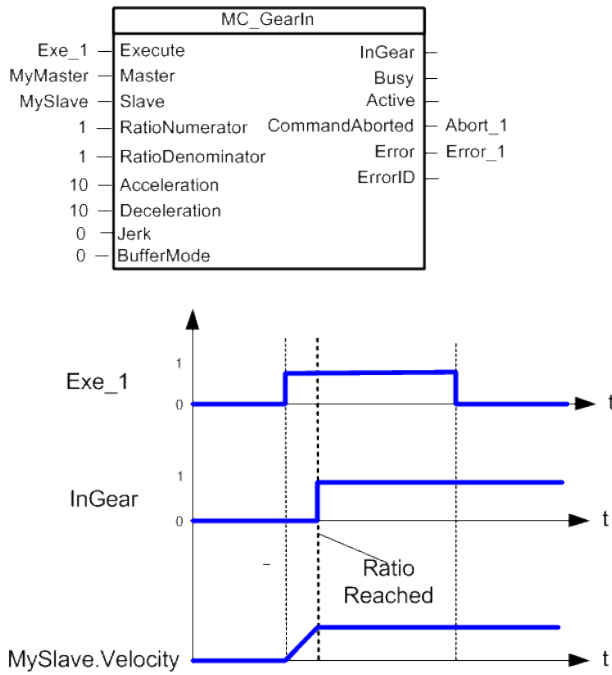 MC_GearIn
Exe_1 Execute InGear
MyMaster Master Busy
MySlave Slave Active
1 RatioNumerator CommandAborted Abort_1
1 RatioDenominator Error Error_1
10 Acceleration ErrorID
10 Deceleration
0 Jerk
0 BufferMode
1
Exe_1
0 t
1
InGear
0 t
Ratio
Reached
MySlave.Velocity t